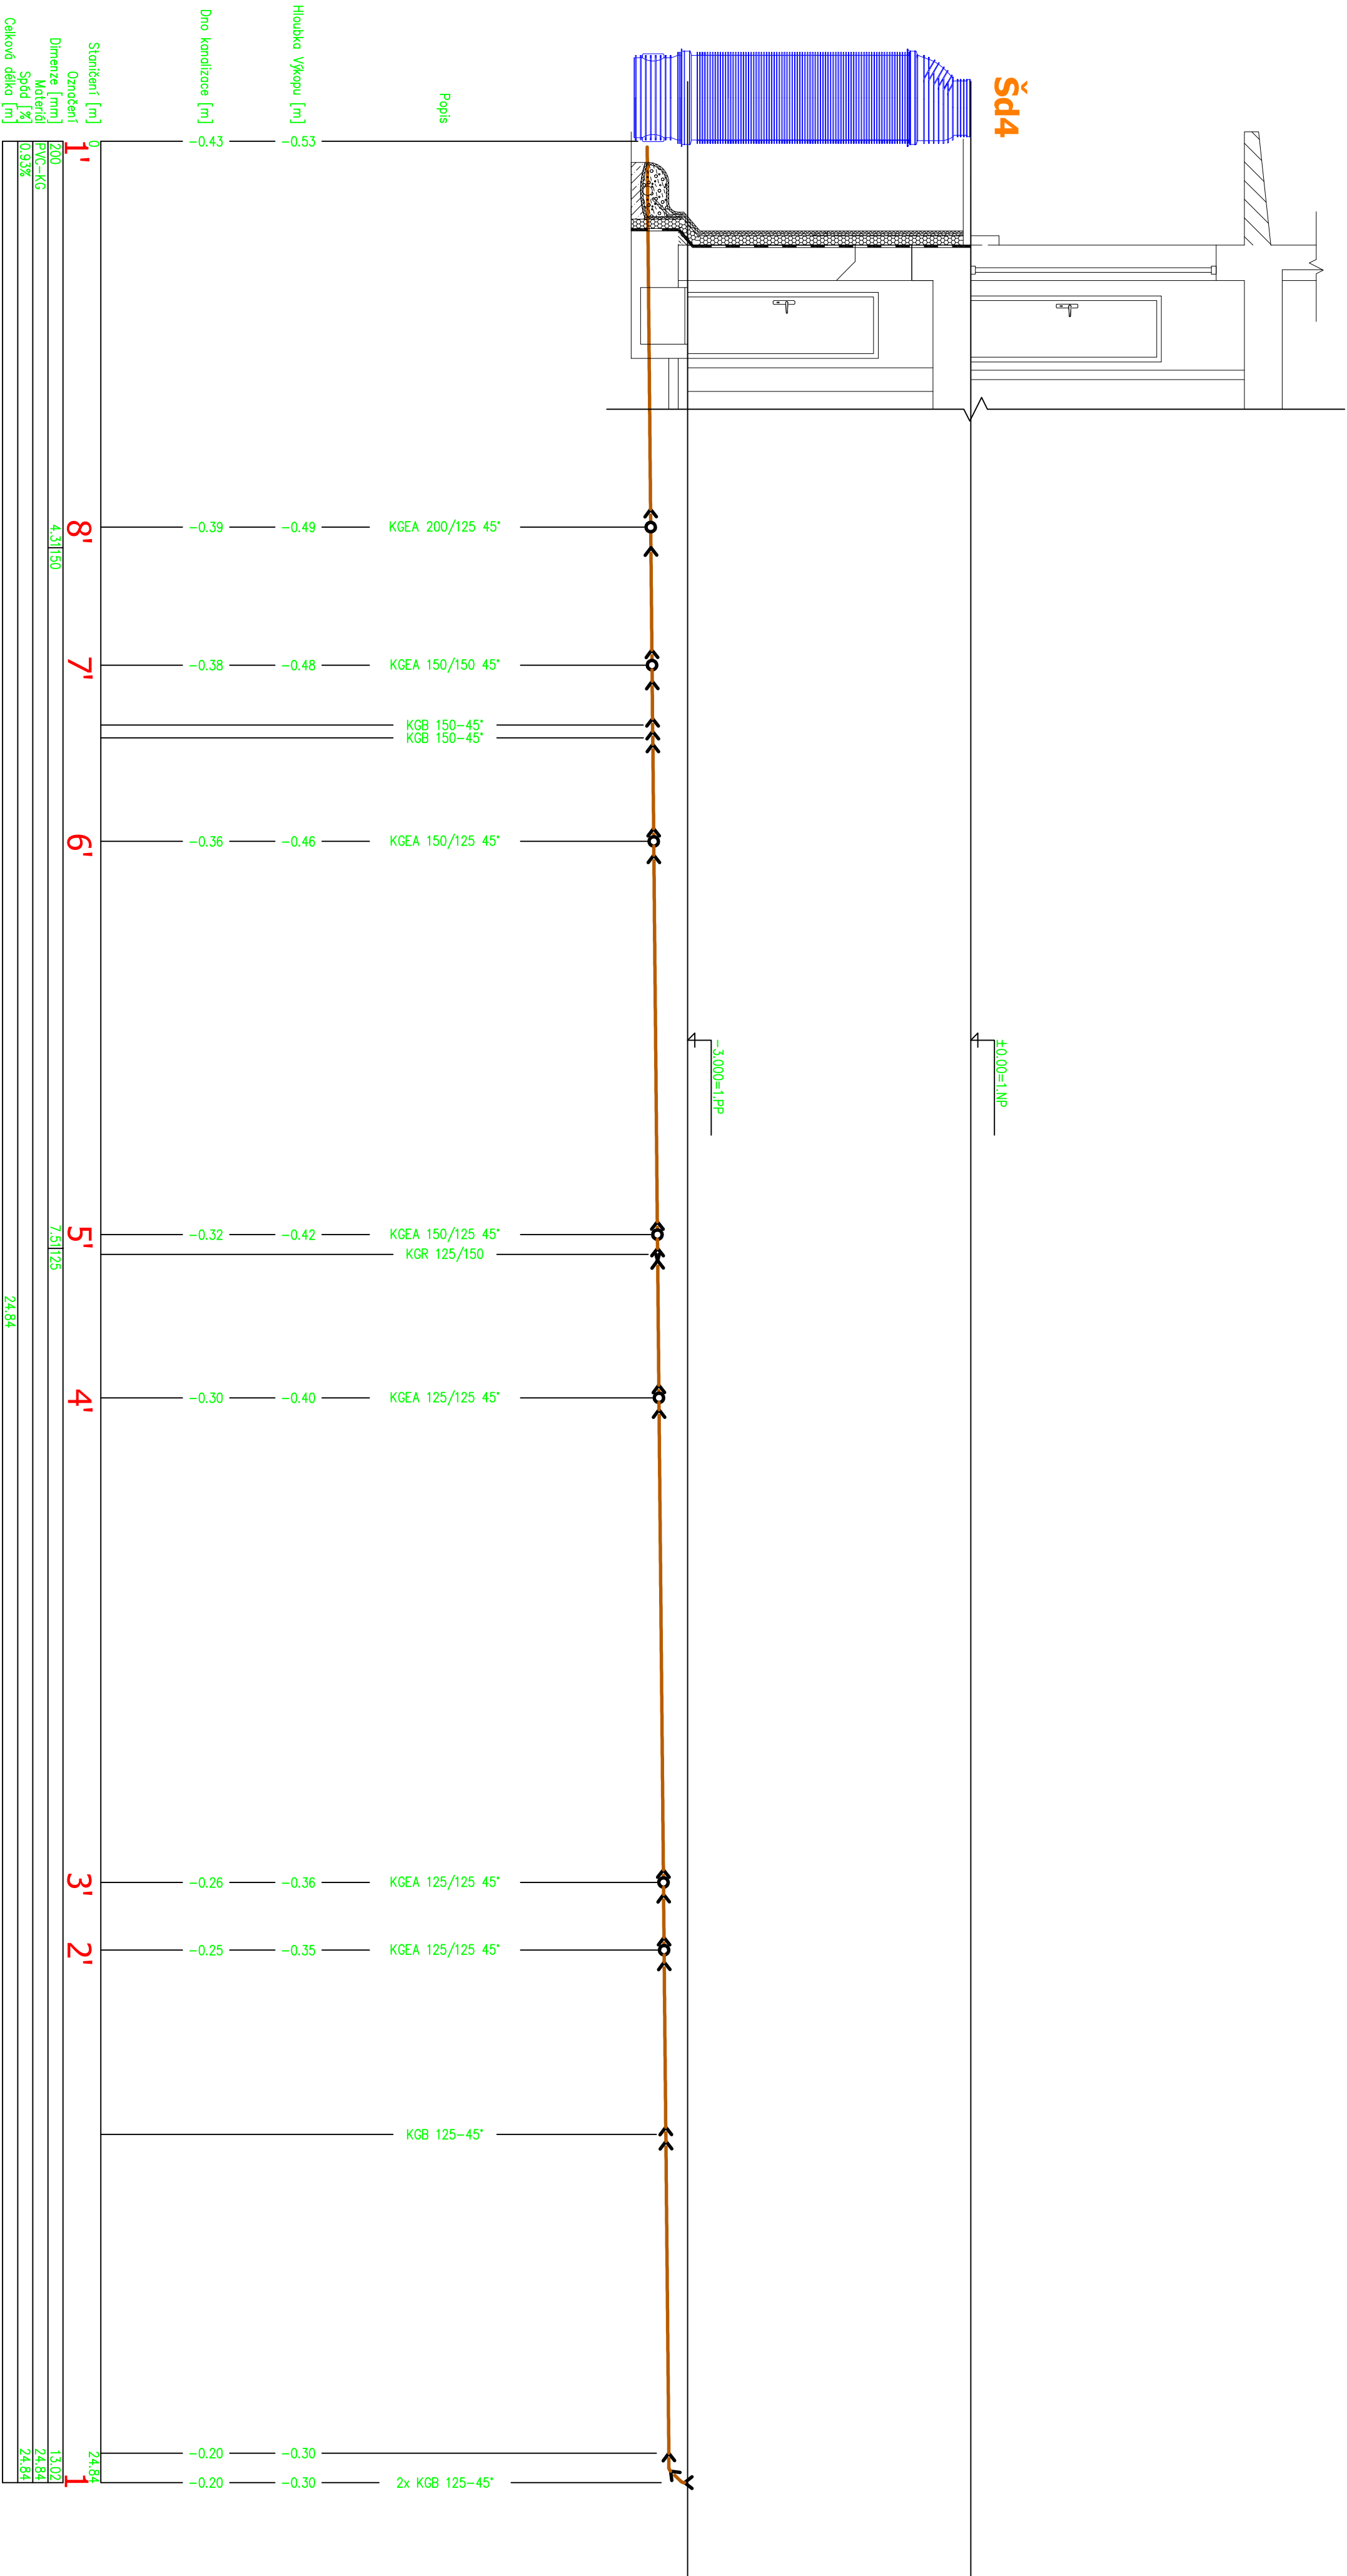 Šd4
±0.00=1.NP
-3.000=1.PP
Popis
KGEA 200/125 45°
KGEA 150/150 45°
KGB 150-45°
KGB 150-45°
KGEA 150/125 45°
KGEA 150/125 45°
KGR 125/150
KGEA 125/125 45°
KGEA 125/125 45°
KGEA 125/125 45°
KGB 125-45°
2x KGB 125-45°
Hloubka Výkopu [m]
-0.53
-0.49
-0.48
-0.46
-0.42
-0.40
-0.36
-0.35
-0.30
-0.30
Dno kanalizace [m]
-0.43
-0.39
-0.38
-0.36
-0.32
-0.30
-0.26
-0.25
-0.20
-0.20
Staničení [m]
0
24.84
Označení
1'
8'
7'
6'
5'
4'
3'
2'
1
Dimenze [mm]
200
4.31
150
7.51
125
13.02
Materiál
PVC-KG
24.84
Spád [%]
0.93%
24.84
Celková délka [m]
24.84